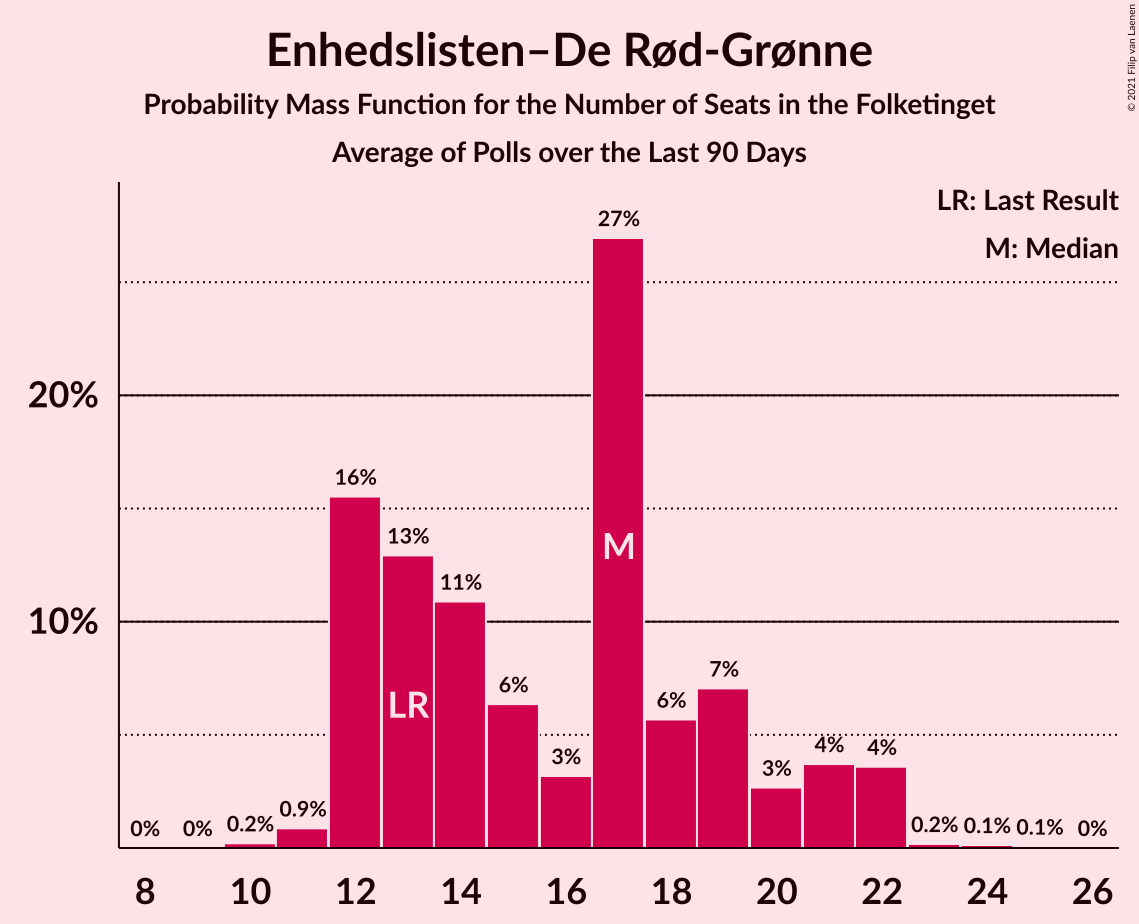 Enhedslisten–De Rød-Grønne
Probability Mass Function for the Number of Seats in the Folketinget
Average of Polls over the Last 90 Days
© 2021 Filip van Laenen
LR: Last Result
M: Median
20%
10%
0%
0%
0.2%
0.9%
16%
13%
11%
6%
3%
27%
6%
7%
3%
4%
4%
0.2%
0.1%
0.1%
0%
LR
M
8 10 12 14 16 18 20 22 24 26